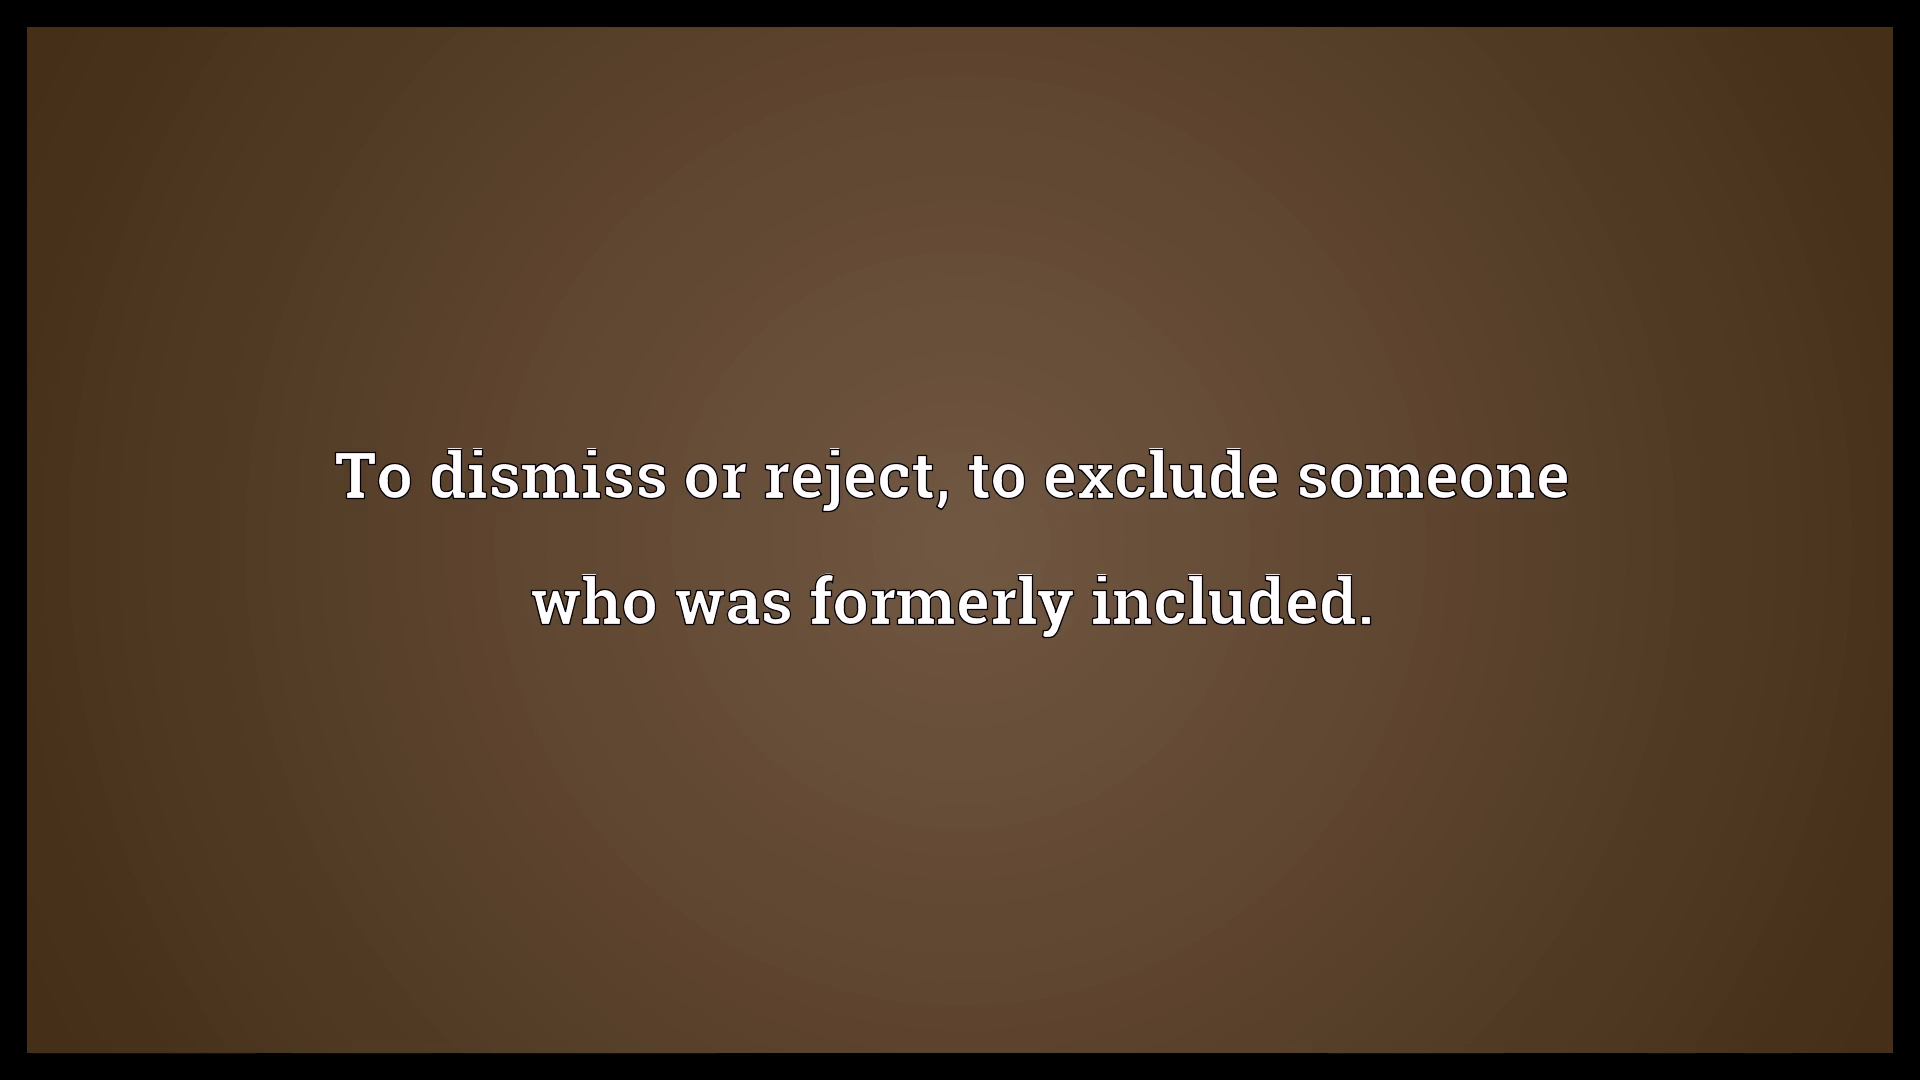 To dismiss or reject, to exclude someone
who was formerly included.